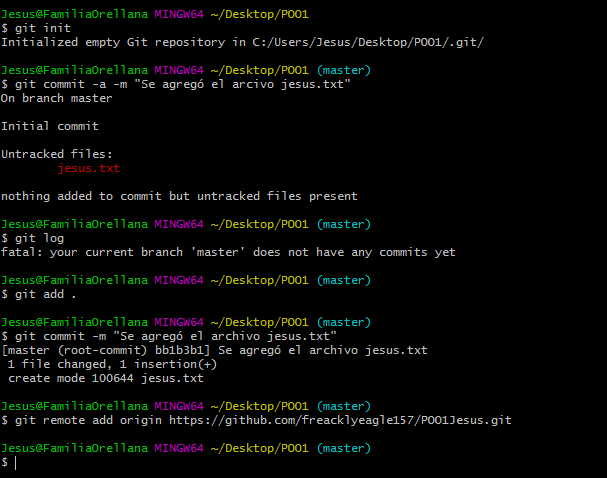 Jesus@FamiliaOrellana MINGW64 ~/Desktop/POO1
$ git init
Initialized empty Git repository in C:/Users/Jesus/Desktop/POO1/.git/
Jesus@FamiliaOrellana MINGW64 ~/Desktop/POO1 (master)
$ git commit -a -m "Se agregó el arcivo jesus.txt"
On branch master
Initial commit
Untracked files:
jesus.txt
nothing added to commit but untracked files present
Jesus@FamiliaOrellana MINGW64 ~/Desktop/POO1 (master)
$ git log
fatal: your current branch 'master' does not have any commits yet
Jesus@FamiliaOrellana MINGW64 ~/Desktop/POO1 (master)
$ git add .
Jesus@FamiliaOrellana MINGW64 ~/Desktop/POO1 (master)
$ git commit -m "Se agregó el archivo jesus.txt"
[master (root-commit) bb1b3b1] Se agregó el archivo jesus.txt
1 file changed, 1 insertion(+)
create mode 100644 jesus.txt
Jesus@FamiliaOrellana MINGW64 ~/Desktop/POO1 (master)
$ git remote add origin https://github.com/freacklyeagle157/POO1Jesus.git
Jesus@FamiliaOrellana MINGW64 ~/Desktop/POO1 (master)
$